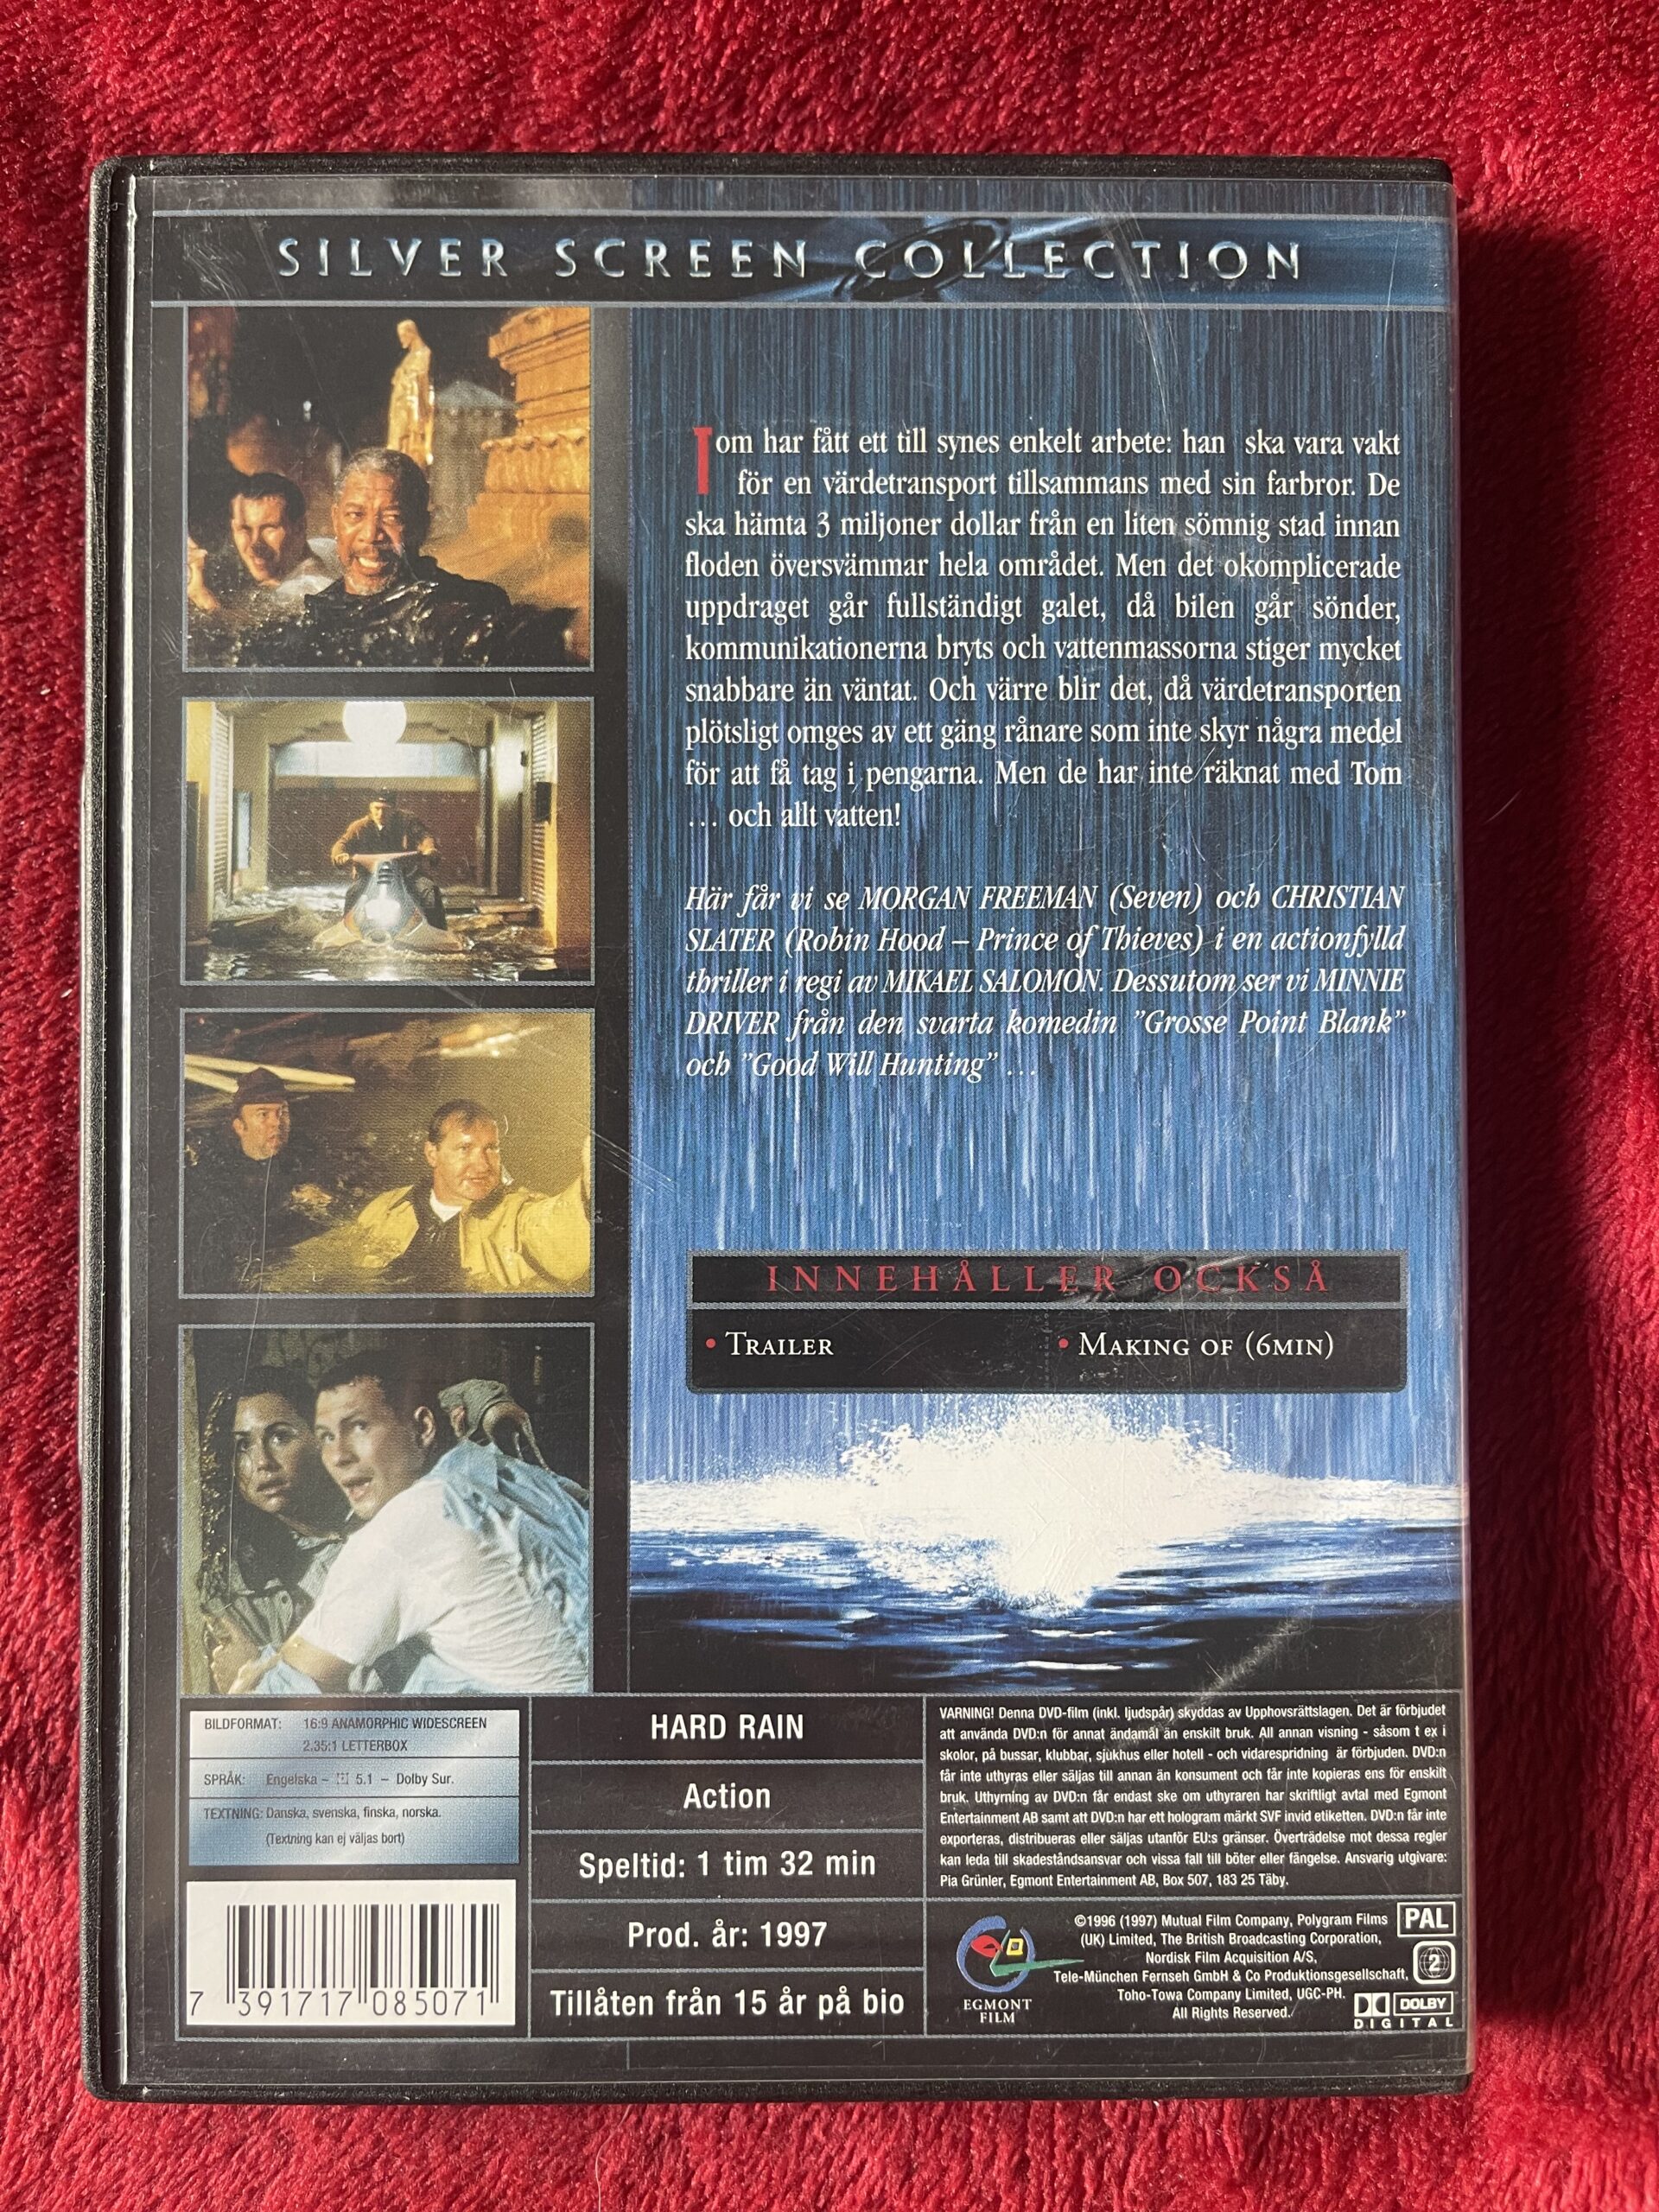 SILVER SCREEN COLLECTION
Tom har fått ett till synes enkelt arbete: han ska vara vakt
för en värdetransport tillsammans med sin farbror. De
ska hämta 3 miljoner dollar från en liten sömnig stad innan
floden översvämmar hela området. Men det okomplicerade
uppdraget går fullständigt galet, då bilen går sönder,
kommunikationerna bryts och vattenmassorna stiger mycket
snabbare än väntat. Och värre blir det, då värdetransporten
plötsligt omges av ett gäng rånare som inte skyr några medel
för att få tag i pengarna. Men de har inte räknat med Tom
... och allt vatten!
Här får vi se MORGAN FREEMAN (Seven) och CHRISTIAN
SLATER (Robin Hood – Prince of Thieves) i en actionfylld
thriller i regi av MIKAEL SALOMON. Dessutom ser vi MINNIE
DRIVER från den svarta komedin "Grosse Point Blank"
och "Good Will Hunting" ...
INNEHÅLLER OCKSÅ
• TRAILER
• MAKING OF (6MIN)
BILDFORMAT: 16:9 ANAMORPHIC WIDESCREEN
2.35:1 LETTERBOX
SPRÅK: Engelska – 5.1 – Dolby Sur.
TEXTNING: Danska, svenska, finska, norska.
(Textning kan ej väljas bort)
7 391717 085071
HARD RAIN
Action
Speltid: 1 tim 32 min
Prod. år: 1997
Tillåten från 15 år på bio
VARNING! Denna DVD-film (inkl. ljudspår) skyddas av Upphovsrättslagen. Det är förbjudet
att använda DVD:n för annat ändamål än enskilt bruk. All annan visning - såsom t ex i
skolor, på bussar, klubbar, sjukhus eller hotell - och vidarespridning är förbjuden. DVD:n
får inte uthyras eller säljas till annan än konsument och får inte kopieras ens för enskilt
bruk. Uthyrning av DVD:n får endast ske om uthyraren har skriftligt avtal med Egmont
Entertainment AB samt att DVD:n har ett hologram märkt SVF invid etiketten. DVD:n får inte
exporteras, distribueras eller säljas utanför EU:s gränser. Överträdelse mot dessa regler
kan leda till skadeståndsansvar och vissa fall till böter eller fängelse. Ansvarig utgivare:
Pia Grünler, Egmont Entertainment AB, Box 507, 183 25 Täby.
EGMONT
FILM
©1996 (1997) Mutual Film Company, Polygram Films
(UK) Limited, The British Broadcasting Corporation,
Nordisk Film Acquisition A/S,
Tele-München Fernseh GmbH & Co Produktionsgesellschaft,
Toho-Towa Company Limited, UGC-PH.
All Rights Reserved.
PAL
2
DOLBY
DIGITAL